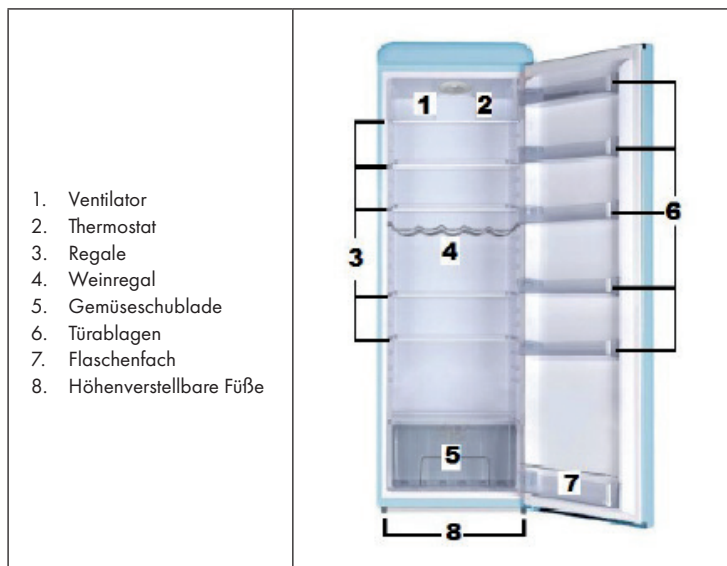 1. Ventilator
2. Thermostat
3. Regale
4. Weinregal
5. Gemüseschublade
6. Türablagen
7. Flaschenfach
8. Höhenverstellbare Füße
1 2
3
4
5
6
7
8